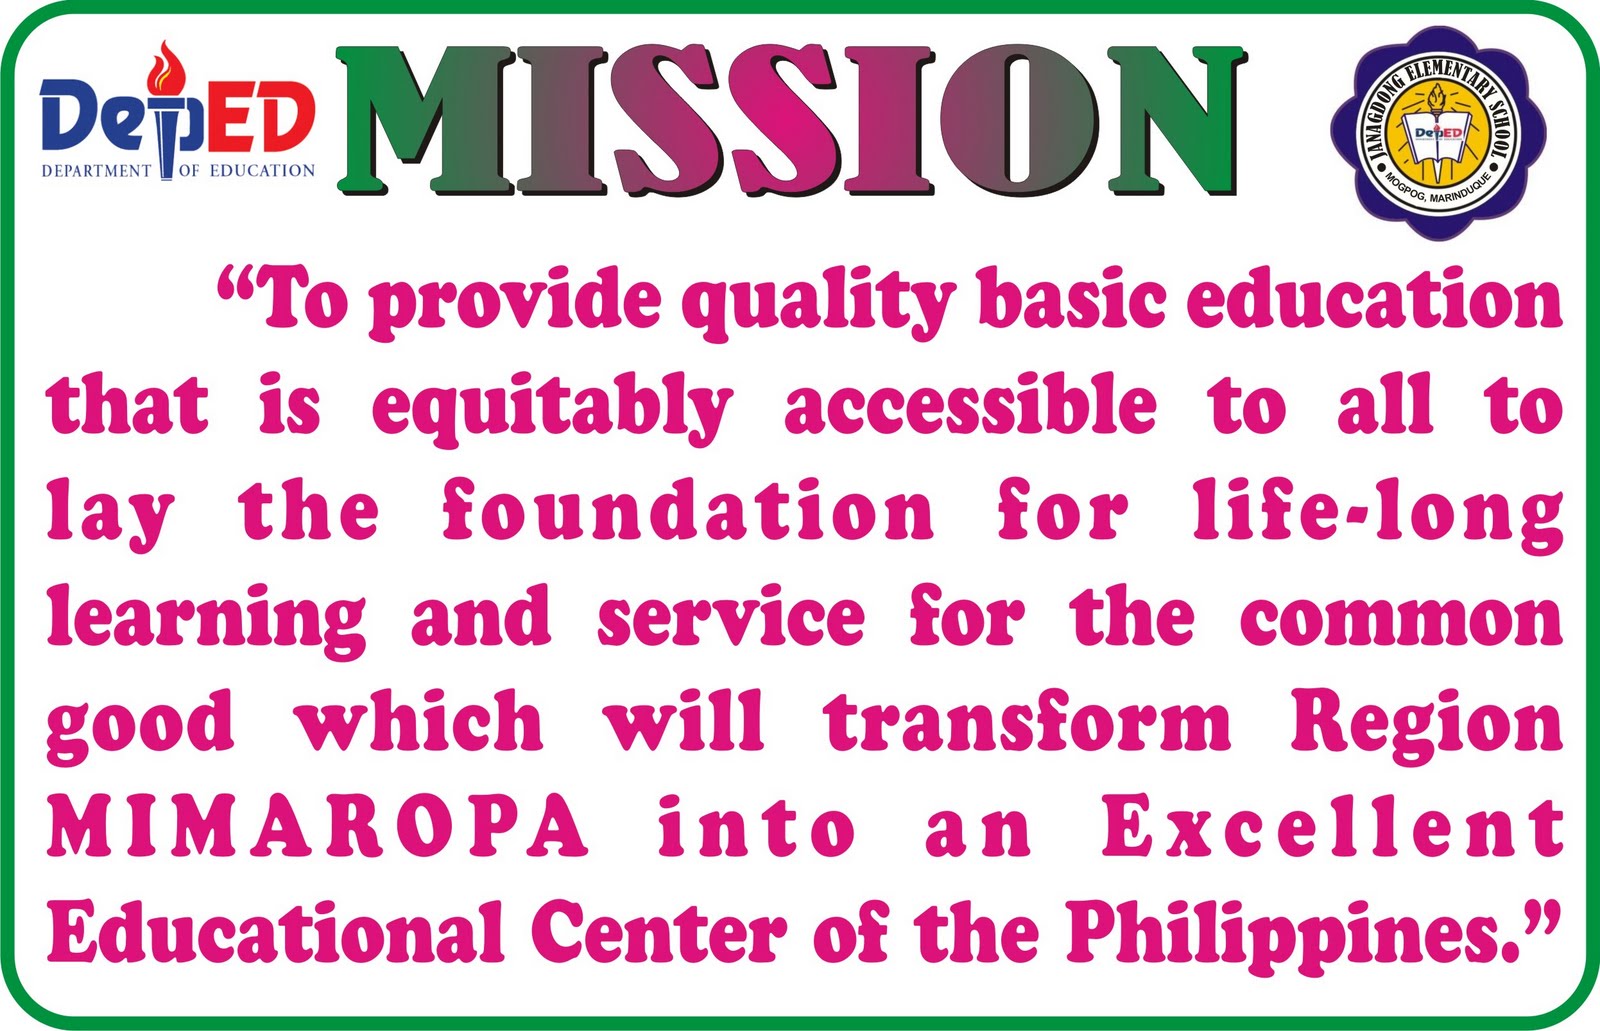 DepED
DEPARTMENT OF EDUCATION
MISSION
JANAGDONG ELEMENTARY SCHOOL
DepED
MOGPOG, MARINDUQUE
“To provide quality basic education
that is equitably accessible to all to
lay the foundation for life-long
learning and service for the common
good which will transform Region
MIMAROPA into an Excellent
Educational Center of the Philippines.”